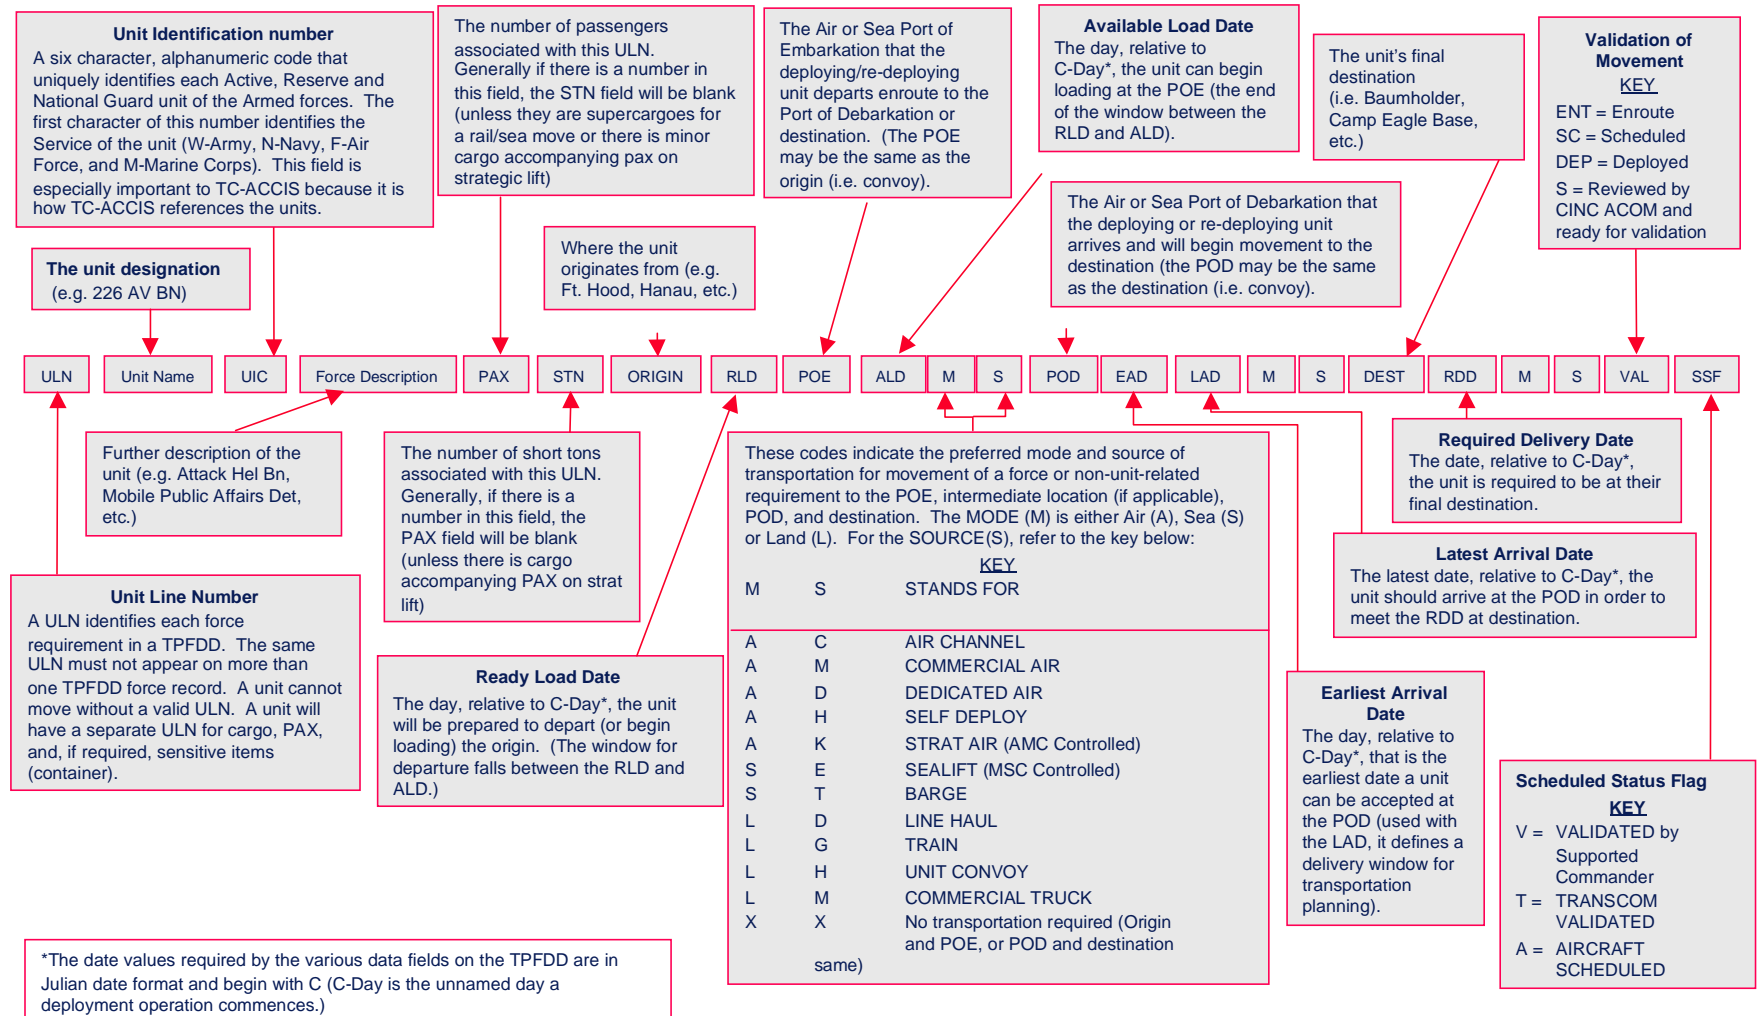 Unit Identification number
A six character, alphanumeric code that
uniquely identifies each Active, Reserve and
National Guard unit of the Armed forces. The
first character of this number identifies the
Service of the unit (W-Army, N-Navy, F-Air
Force, and M-Marine Corps). This field is
especially important to TC-ACCIS because it is
how TC-ACCIS references the units.
The number of passengers
associated with this ULN.
Generally if there is a number in
this field, the STN field will be blank
(unless they are supercargoes for
a rail/sea move or there is minor
cargo accompanying pax on
strategic lift)
The Air or Sea Port of
Embarkation that the
deploying/re-deploying
unit departs enroute to the
Port of Debarkation or
destination. (The POE
may be the same as the
origin (i.e. convoy).
Available Load Date
The day, relative to
C-Day*, the unit can begin
loading at the POE (the end
of the window between the
RLD and ALD).
The unit's final
destination
(i.e. Baumholder,
Camp Eagle Base,
etc.)
Validation of
Movement
KEY
ENT = Enroute
SC = Scheduled
DEP = Deployed
S = Reviewed by
CINC ACOM and
ready for validation
The unit designation
(e.g. 226 AV BN)
Where the unit
originates from (e.g.
Ft. Hood, Hanau, etc.)
The Air or Sea Port of Debarkation that
the deploying or re-deploying unit
arrives and will begin movement to the
destination (the POD may be the same
as the destination (i.e. convoy).
ULN Unit Name UIC Force Description PAX STN ORIGIN RLD POE ALD M S POD EAD LAD M S DEST RDD M S VAL SSF
Further description of the
unit (e.g. Attack Hel Bn,
Mobile Public Affairs Det,
etc.)
The number of short tons
associated with this ULN.
Generally, if there is a
number in this field, the
PAX field will be blank
(unless there is cargo
accompanying PAX on strat
lift)
These codes indicate the preferred mode and source of
transportation for movement of a force or non-unit-related
requirement to the POE, intermediate location (if applicable),
POD, and destination. The MODE (M) is either Air (A), Sea (S)
or Land (L). For the SOURCE(S), refer to the key below:
KEY
M S STANDS FOR
A C AIR CHANNEL
A M COMMERCIAL AIR
A D DEDICATED AIR
A H SELF DEPLOY
A K STRAT AIR (AMC Controlled)
S E SEALIFT (MSC Controlled)
S T BARGE
L D LINE HAUL
L G TRAIN
L H UNIT CONVOY
L M COMMERCIAL TRUCK
X X No transportation required (Origin
and POE, or POD and destination
same)
Required Delivery Date
The date, relative to C-Day*,
the unit is required to be at their
final destination.
Latest Arrival Date
The latest date, relative to C-Day*, the
unit should arrive at the POD in order to
meet the RDD at destination.
Unit Line Number
A ULN identifies each force
requirement in a TPFDD. The same
ULN must not appear on more than
one TPFDD force record. A unit cannot
move without a valid ULN. A unit will
have a separate ULN for cargo, PAX,
and, if required, sensitive items
(container).
Ready Load Date
The day, relative to C-Day*, the unit
will be prepared to depart (or begin
loading) the origin. (The window for
departure falls between the RLD and
ALD.)
Earliest Arrival
Date
The day, relative to
C-Day*, that is the
earliest date a unit
can be accepted at
the POD (used with
the LAD, it defines a
delivery window for
transportation
planning).
Scheduled Status Flag
KEY
V = VALIDATED by
Supported
Commander
T = TRANSCOM
VALIDATED
A = AIRCRAFT
SCHEDULED
*The date values required by the various data fields on the TPFDD are in
Julian date format and begin with C (C-Day is the unnamed day a
deployment operation commences.)